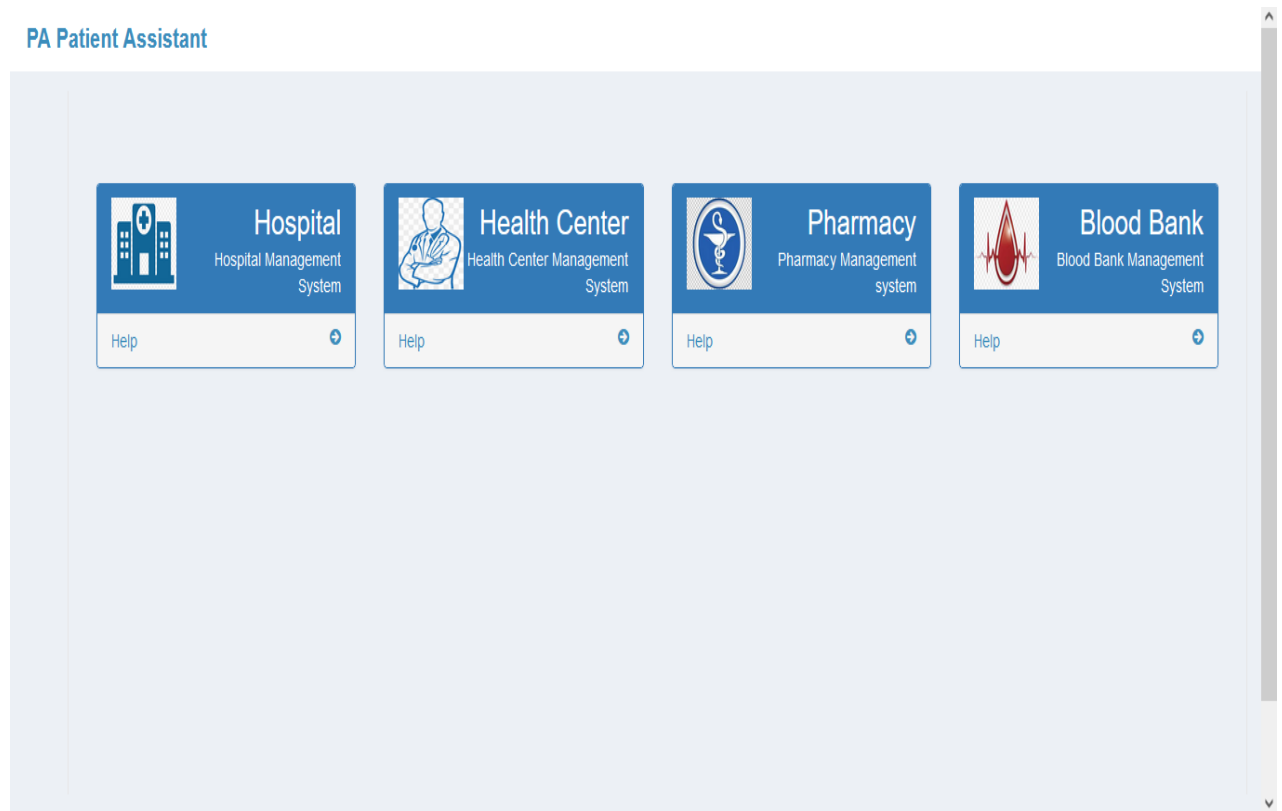 PA Patient Assistant
Hospital
Hospital Management
System
Help
Health Center
Health Center Management
System
Help
Pharmacy
Pharmacy Management
system
Help
Blood Bank
Blood Bank Management
System
Help